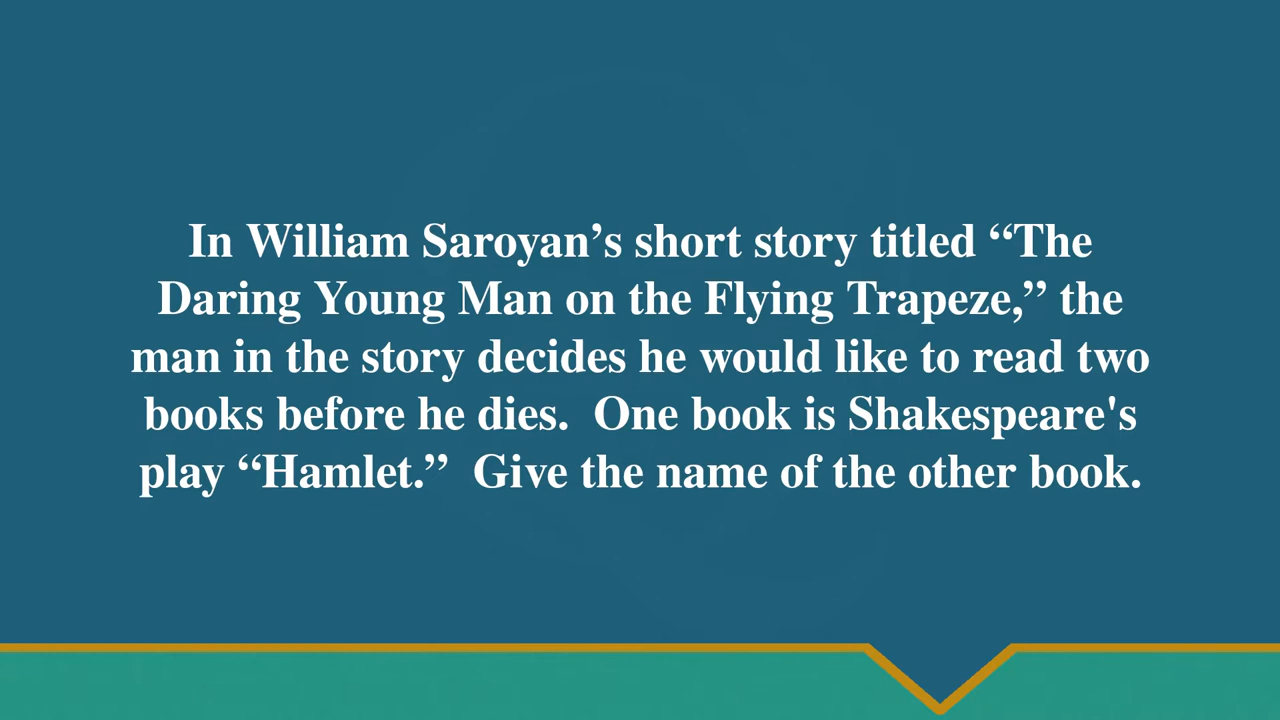 In William Saroyan’s short story titled “The
Daring Young Man on the Flying Trapeze,” the
man in the story decides he would like to read two
books before he dies.  One book is Shakespeare's
play “Hamlet.”  Give the name of the other book.